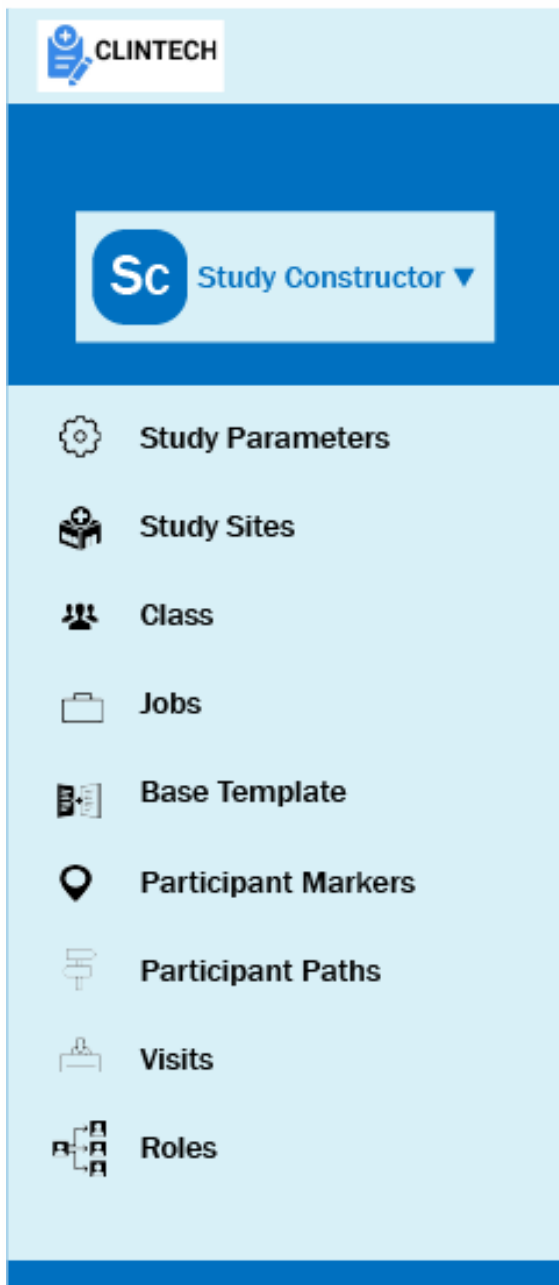 CLINTECH
Sc Study Constructor ▼
Study Parameters
Study Sites
Class
Jobs
Base Template
Participant Markers
Participant Paths
Visits
Roles